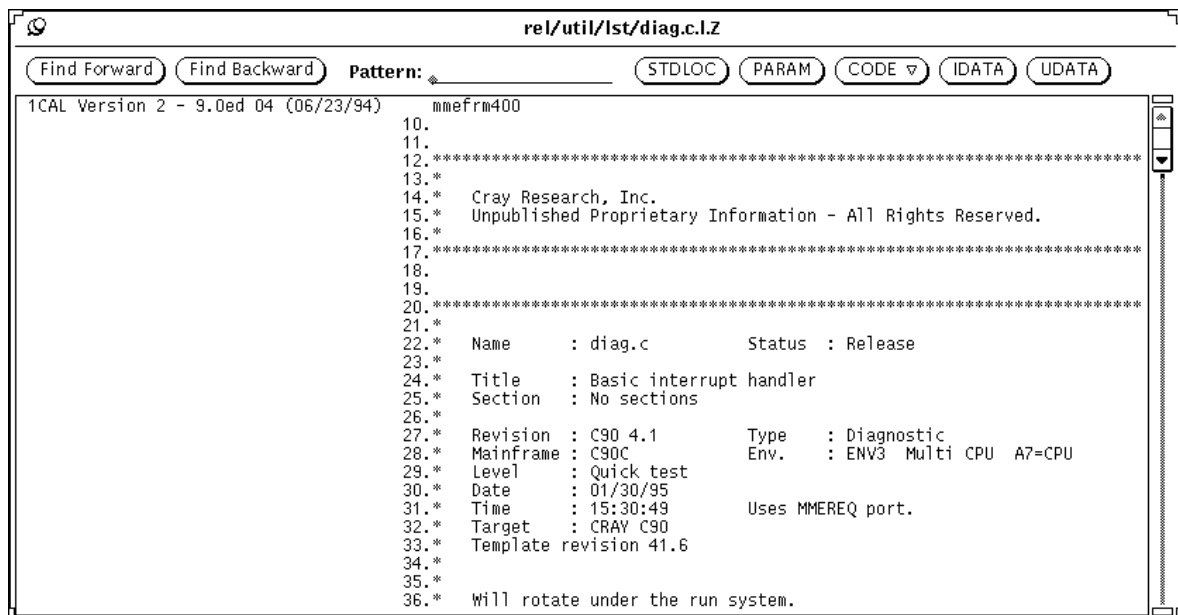 rel/util/lst/diag.c.l.Z
Find Forward Find Backward Pattern: STDLOC PARAM CODE IDATA UDATA
1CAL Version 2 - 9.0ed 04 (06/23/94) mmefrm400
10.
11.
12.************************************************************************
13.*
14.* Cray Research, Inc.
15.* Unpublished Proprietary Information - All Rights Reserved.
16.*
17.************************************************************************
18.
19.
20.************************************************************************
21.*
22.* Name : diag.c Status : Release
23.*
24.* Title : Basic interrupt handler
25.* Section : No sections
26.*
27.* Revision : C90 4.1 Type : Diagnostic
28.* Mainframe : C90C Env. : ENV3 Multi CPU A7=CPU
29.* Level : Quick test
30.* Date : 01/30/95
31.* Time : 15:30:49 Uses MMEREQ port.
32.* Target : CRAY C90
33.* Template revision 41.6
34.*
35.*
36.* Will rotate under the run system.